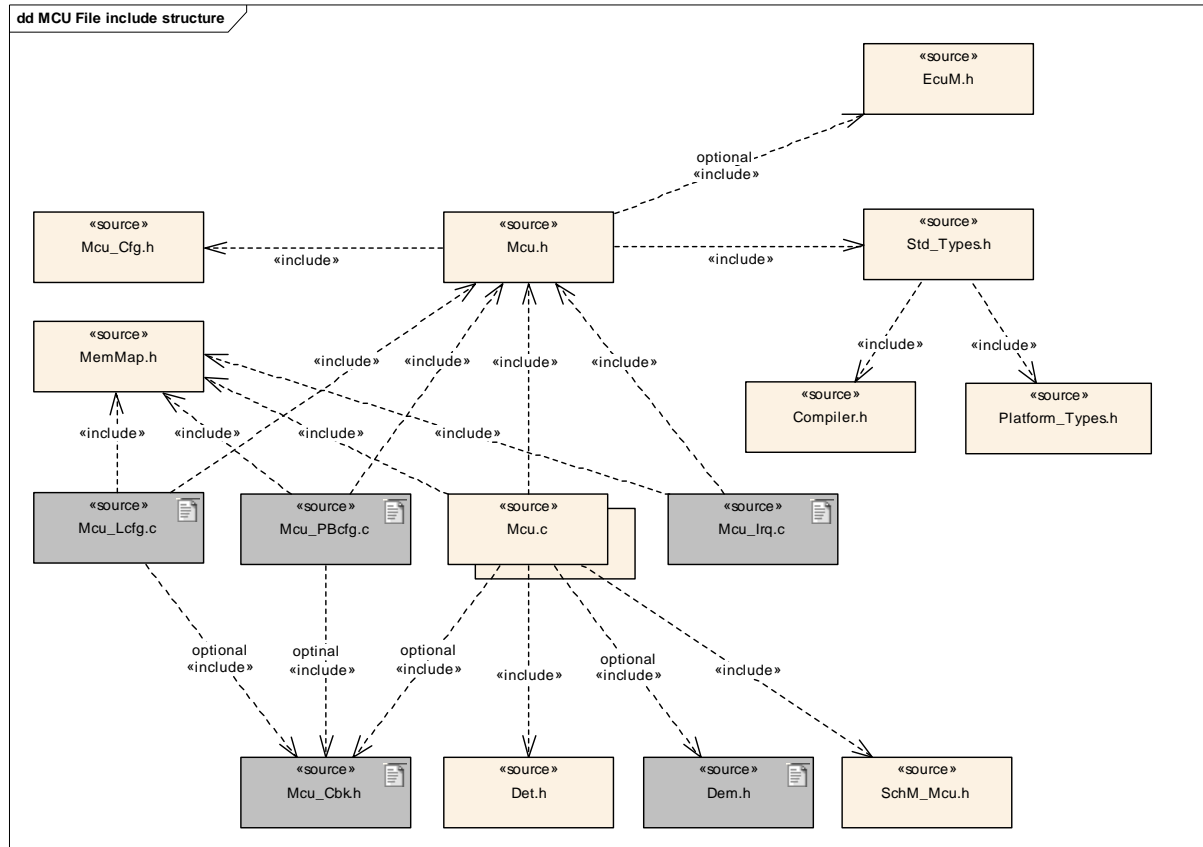 dd MCU File include structure
«source»
EcuM.h
optional
«include»
«source»
Mcu_Cfg.h
«include»
«source»
Mcu.h
«include»
«source»
Std_Types.h
«source»
MemMap.h
«include»
«include»
«include»
«include»
«include»
«include»
«source»
Compiler.h
«source»
Platform_Types.h
«include»
«include»
«include»
«include»
«source»
Mcu_Lcfg.c
«source»
Mcu_PBcfg.c
«source»
Mcu.c
«source»
Mcu_Irq.c
optional
«include»
optinal
«include»
optional
«include»
«include»
optional
«include»
«include»
«source»
Mcu_Cbk.h
«source»
Det.h
«source»
Dem.h
«source»
SchM_Mcu.h